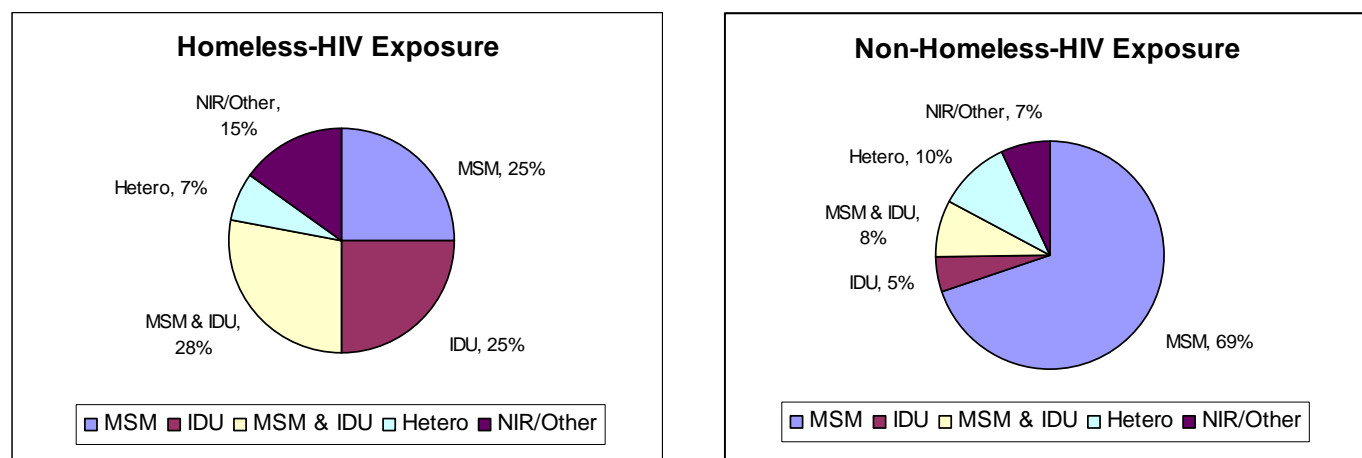 Homeless-HIV Exposure
NIR/Other,
15%
MSM, 25%
Hetero, 7%
MSM & IDU,
28%
IDU, 25%
MSM IDU MSM & IDU Hetero NIR/Other
Non-Homeless-HIV Exposure
NIR/Other, 7%
Hetero, 10%
MSM & IDU,
8%
IDU, 5%
MSM, 69%
MSM IDU MSM & IDU Hetero NIR/Other